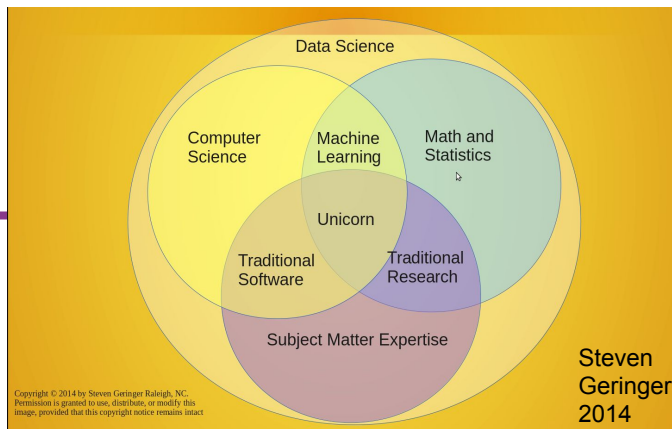 Data Science
Computer
Science
Machine
Learning
Math and
Statistics
Unicorn
Traditional
Software
Traditional
Research
Subject Matter Expertise
Steven
Geringer
2014
Copyright © 2014 by Steven Geringer Raleigh, NC.
Permission is granted to use, distribute, or modify this
image, provided that this copyright notice remains intact